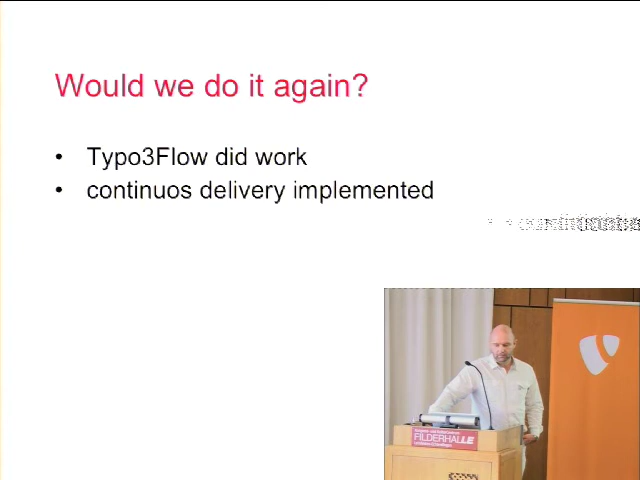 Would we do it again?
• Typo3Flow did work
• continuos delivery implemented
FILDERHALLE